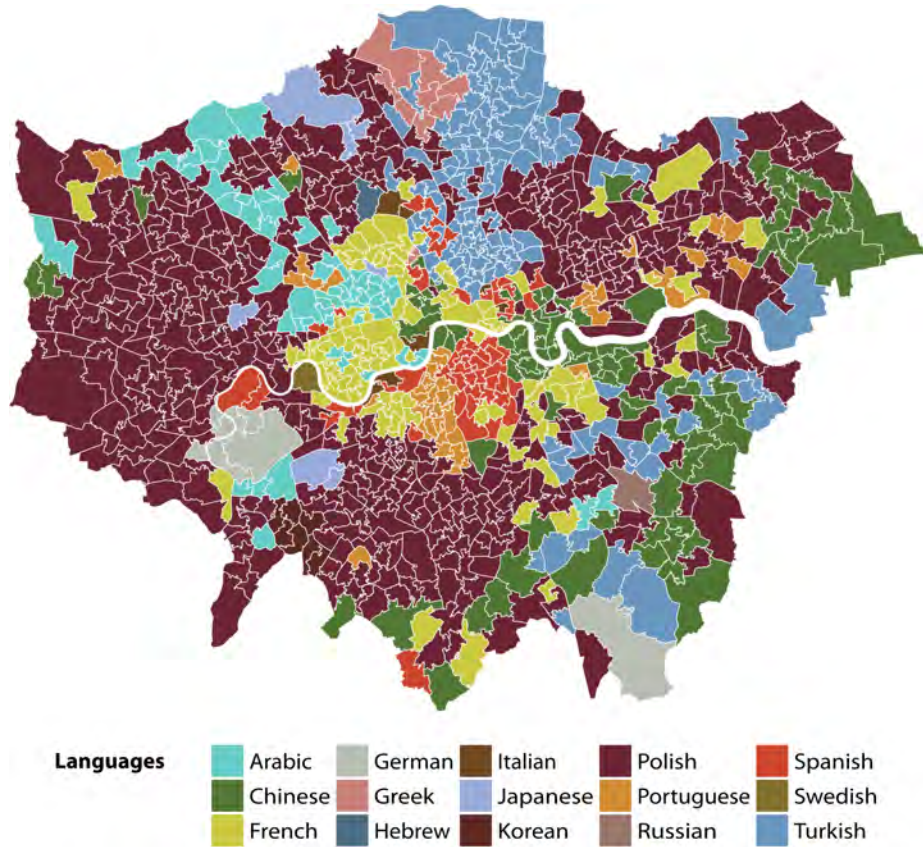 Languages Arabic German Italian Polish Spanish
Chinese Greek Japanese Portuguese Swedish
French Hebrew Korean Russian Turkish